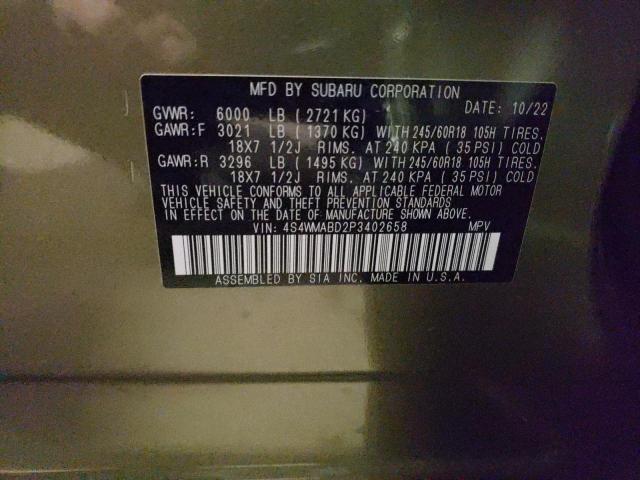 MFD BY SUBARU CORPORATION
DATE: 10/22
GVWR: 6000 LB ( 2721 KG)
GAWR:F 3021 LB ( 1370 KG) WITH 245/60R18 105H TIRES,
18X7 1/2J RIMS, AT 240 KPA ( 35 PSI) COLD
GAWR:R 3296 LB ( 1495 KG) WITH 245/60R18 105H TIRES,
18X7 1/2J RIMS, AT 240 KPA ( 35 PSI) COLD
THIS VEHICLE CONFORMS TO ALL APPLICABLE FEDERAL MOTOR
VEHICLE SAFETY AND THEFT PREVENTION STANDARDS
IN EFFECT ON THE DATE OF MANUFACTURE SHOWN ABOVE.
VIN: 4S4WMABD2P3402658 MPV
ASSEMBLED BY SIA INC. MADE IN U.S.A.